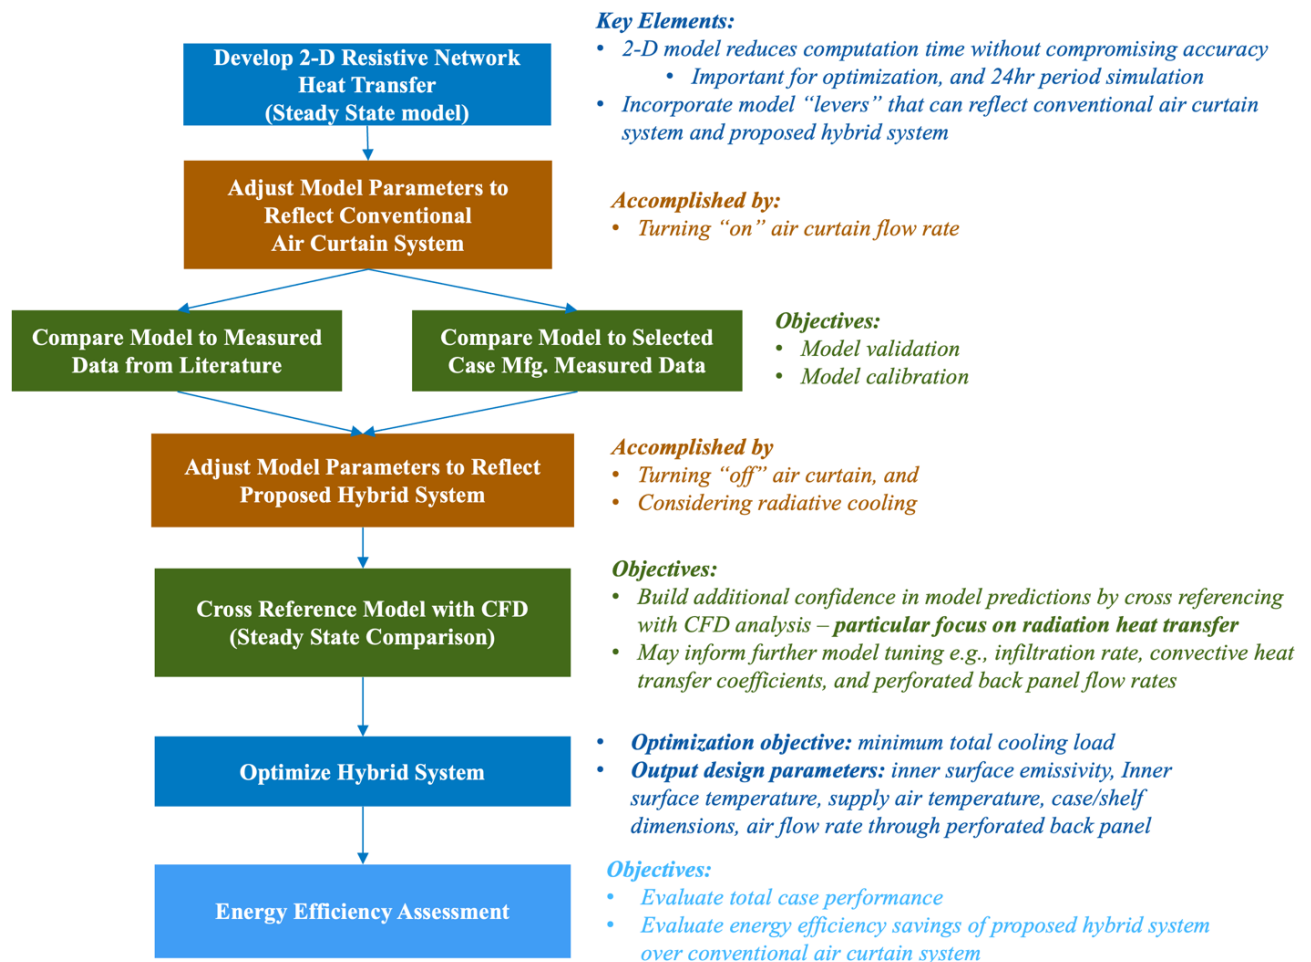 Key Elements:
Develop 2-D Resistive Network
Heat Transfer
(Steady State model)
• 2-D model reduces computation time without compromising accuracy
• Important for optimization, and 24hr period simulation
• Incorporate model “levers” that can reflect conventional air curtain
system and proposed hybrid system
Adjust Model Parameters to
Reflect Conventional
Air Curtain System
Accomplished by:
• Turning “on” air curtain flow rate
Compare Model to Measured
Data from Literature
Compare Model to Selected
Case Mfg. Measured Data
Objectives:
• Model validation
• Model calibration
Adjust Model Parameters to Reflect
Proposed Hybrid System
Accomplished by
• Turning “off” air curtain, and
• Considering radiative cooling
Cross Reference Model with CFD
(Steady State Comparison)
Objectives:
• Build additional confidence in model predictions by cross referencing
with CFD analysis – particular focus on radiation heat transfer
• May inform further model tuning e.g., infiltration rate, convective heat
transfer coefficients, and perforated back panel flow rates
Optimize Hybrid System
• Optimization objective: minimum total cooling load
• Output design parameters: inner surface emissivity, Inner
surface temperature, supply air temperature, case/shelf
dimensions, air flow rate through perforated back panel
Energy Efficiency Assessment
Objectives:
• Evaluate total case performance
• Evaluate energy efficiency savings of proposed hybrid system
over conventional air curtain system